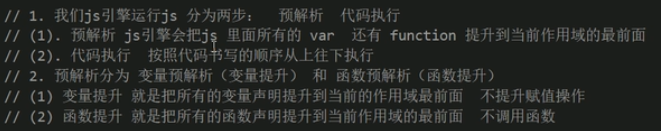 // 1. 我们js引擎运行js 分为两步： 预解析 代码执行
// (1). 预解析 js引擎会把js 里面所有的 var 还有 function 提升到当前作用域的最前面
// (2). 代码执行 按照代码书写的顺序从上往下执行
// 2. 预解析分为 变量预解析（变量提升） 和 函数预解析（函数提升）
// (1) 变量提升 就是把所有的变量声明提升到当前的作用域最前面 不提升赋值操作
// (2) 函数提升 就是把所有的函数声明提升到当前作用域的最前面 不调用函数